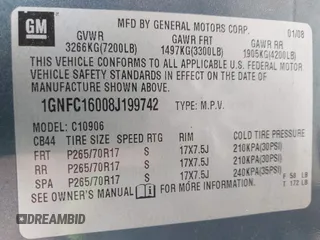 GM
MFD BY GENERAL MOTORS CORP. 01/08
GVWR GAWR FRT GAWR RR
3266KG(7200LB) 1497KG(3300LB) 1905KG(4200LB)
THIS VEHICLE CONFORMS TO ALL APPLICABLE U.S. FEDERAL MOTOR
VEHICLE SAFETY STANDARDS IN EFFECT ON THE DATE OF
MANUFACTURE SHOWN ABOVE.
1GNFC16008J199742 TYPE: M.P.V.
MODEL: C10906
CB44 TIRE SIZE SPEED RTG RIM COLD TIRE PRESSURE
FRT P265/70R17 S 17X7.5J 210KPA(30PSI)
RR P265/70R17 S 17X7.5J 210KPA(30PSI)
SPA P265/70R17 S 17X7.5J 240KPA(35PSI)
SEE OWNER'S MANUAL FOR MORE INFORMATION.
F 58 LB
T 172 LB
DREAMBID